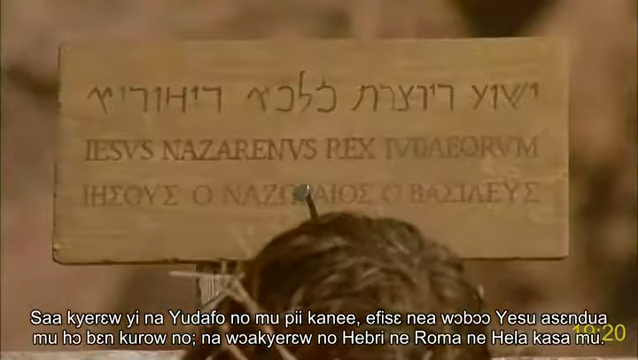 ישוע
IESVS NAZARENVS REX IVDAEORVM
ΙΗΣΟΥΣ Ο ΝΑΖΩΡΑΙΟΣ Ο ΒΑΣΙΛΕΥΣ
Saa kyerɛw yi na Yudafo no mu pii kanee, efisɛ nea wɔbɔɔ Yesu asɛndua
mu hɔ bɛn kurow no; na wɔakyerɛw no Hebri ne Roma ne Hela kasa mu.
19:20